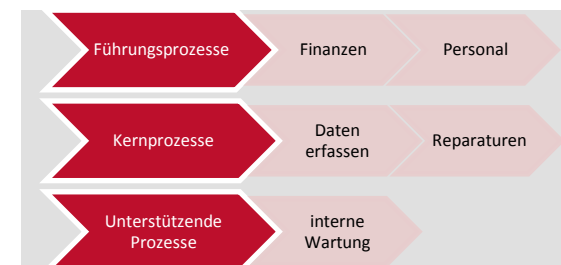 Führungsprozesse
Finanzen
Personal
Kernprozesse
Daten
erfassen
Reparaturen
Unterstützende
Prozesse
interne
Wartung